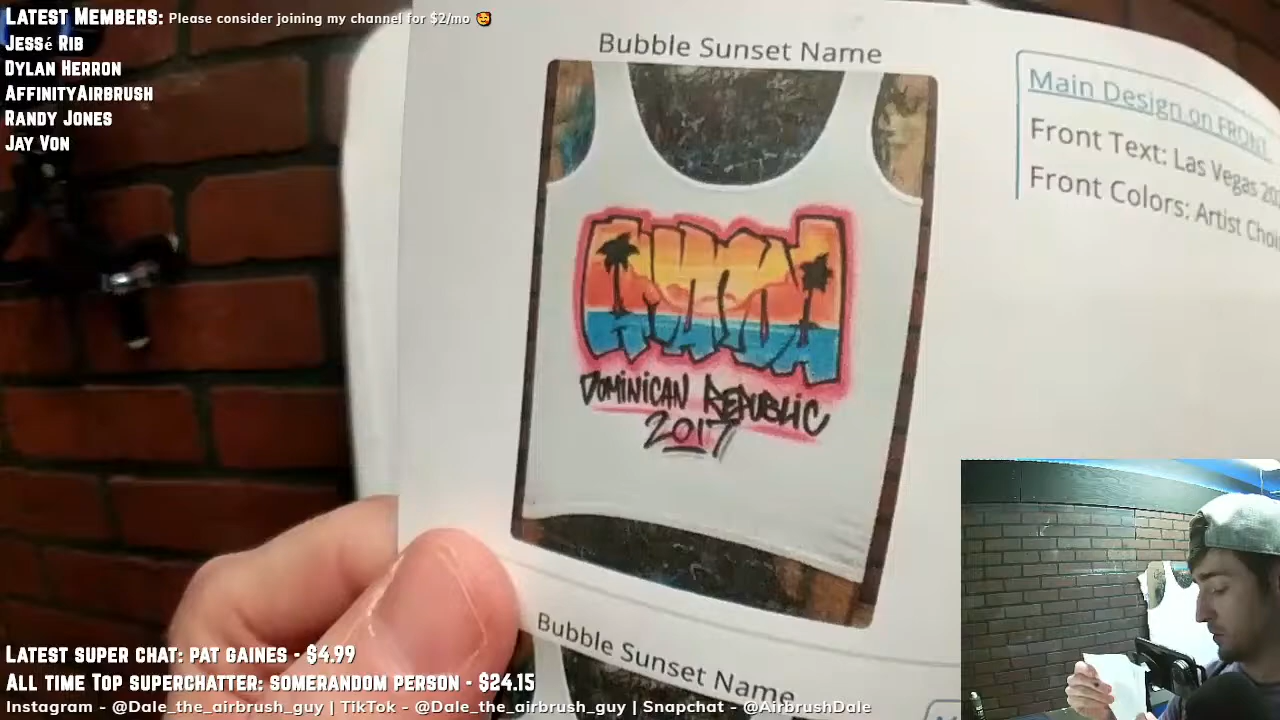 LATEST MEMBERS: Please consider joining my channel for $2/mo
JESSé RIB
DYLAN HERRON
AFFINITYAIRBRUSH
RANDY JONES
JAY VON
Bubble Sunset Name
Main Design on FRONT
Front Text: Las Vegas
Front Colors: Artist
DOMINICAN REPUBLIC
2017
Bubble Sunset Name
LATEST SUPER CHAT: PAT GAINES - $4.99
ALL TIME TOP SUPERCHATTER: SOMERANDOM PERSON - $24.15
Instagram - @Dale_the_airbrush_guy | TikTok - @Dale_the_airbrush_guy | Snapchat - @AirbrushDale